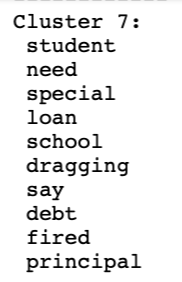 Cluster 7:
student
need
special
loan
school
dragging
say
debt
fired
principal